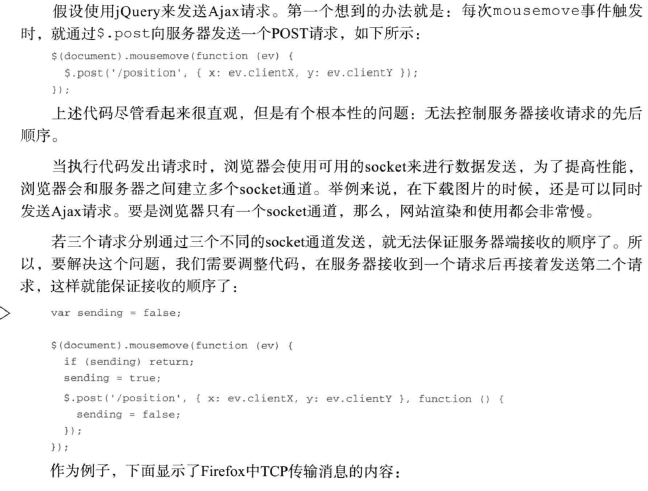 假设使用jQuery来发送Ajax请求。第一个想到的办法就是：每次mousemove事件触发
时，就通过$.post向服务器发送一个POST请求，如下所示：
$(document).mousemove(function (ev) {
$.post('/position', { x: ev.clientX, y: ev.clientY });
});
上述代码尽管看起来很直观，但是有个根本性的问题：无法控制服务器接收请求的先后
顺序。
当执行代码发出请求时，浏览器会使用可用的socket来进行数据发送，为了提高性能，
浏览器会和服务器之间建立多个socket通道。举例来说，在下载图片的时候，还是可以同时
发送Ajax请求。要是浏览器只有一个socket通道，那么，网站渲染和使用都会非常慢。
若三个请求分别通过三个不同的socket通道发送，就无法保证服务器端接收的顺序了。所
以，要解决这个问题，我们需要调整代码，在服务器接收到一个请求后再接着发送第二个请
求，这样就能保证接收的顺序了：
var sending = false;
$(document).mousemove(function (ev) {
if (sending) return;
sending = true;
$.post('/position', { x: ev.clientX, y: ev.clientY }, function () {
sending = false;
});
});
作为例子，下面显示了Firefox中TCP传输消息的内容：